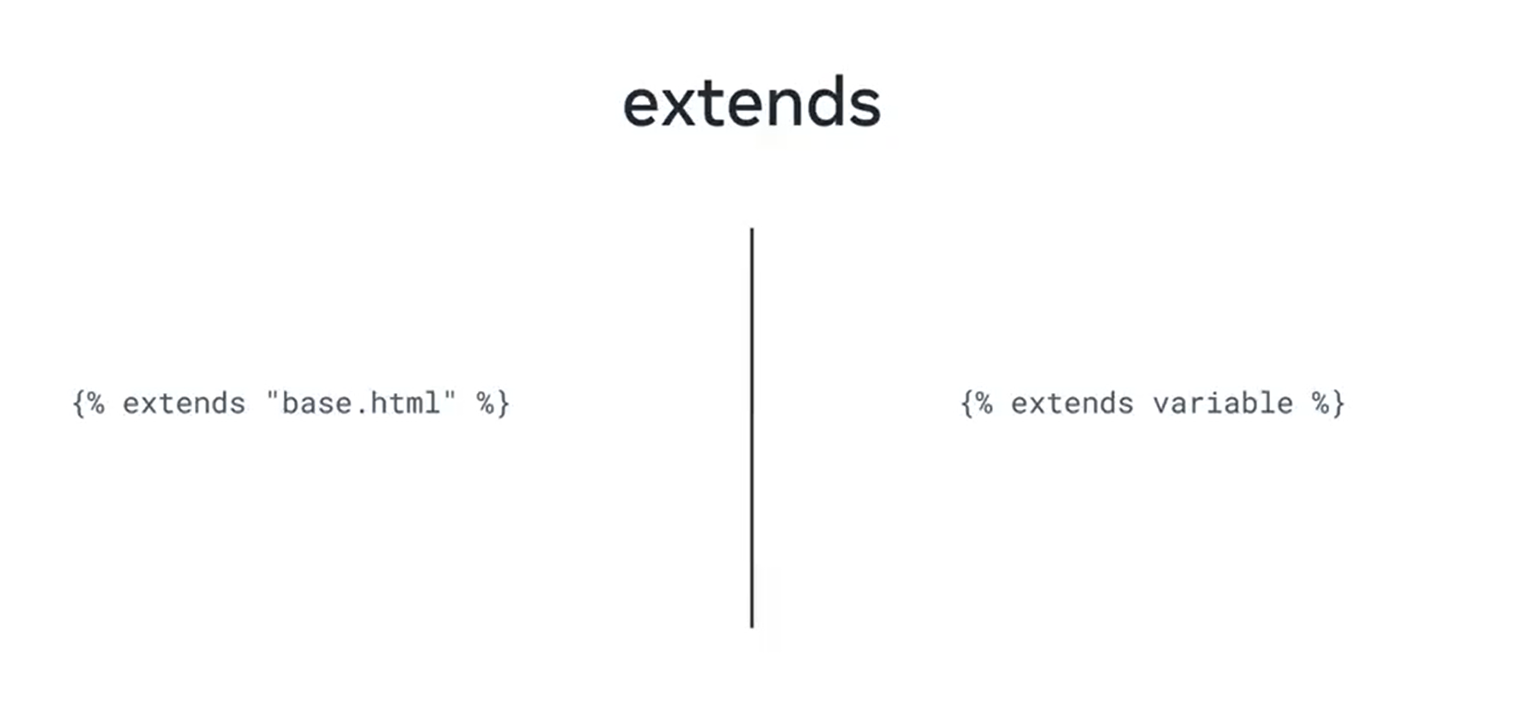 extends
{% extends "base.html" %}
{% extends variable %}